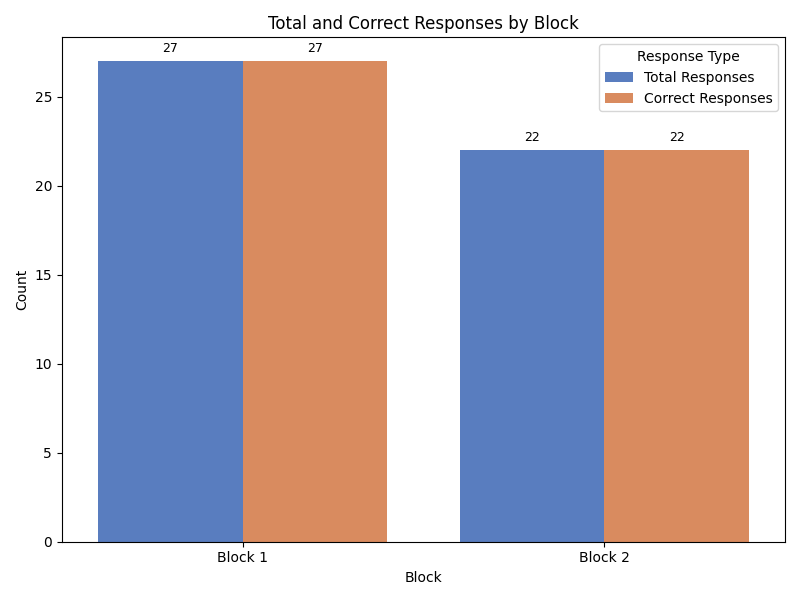 Total and Correct Responses by Block
27
27
22
22
Response Type
Total Responses
Correct Responses
25
20
15
10
5
0
Count
Block 1
Block 2
Block